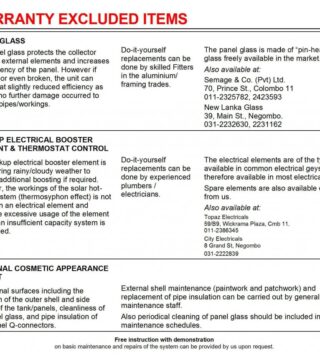 RRANTY EXCLUDED ITEMS
GLASS
el glass protects the collector
external elements and increases
ency of the panel. However if
or even broken, the unit can
at slightly reduced efficiency as
no further damage occurred to
pipes/workings.
Do-it-yourself
replacements can be
done by skilled Fitters
in the aluminium/
framing trades.
The panel glass is made of “pin-hea
glass freely available in the market.
Also available at:
Semage & Co. (Pvt) Ltd.
70, Prince St., Colombo 11
011-2325782, 2423593
New Lanka Glass
39, Main St., Negombo.
031-2232630, 2231162
P ELECTRICAL BOOSTER
NT & THERMOSTAT CONTROL
kup electrical booster element is
ring rainy/cloudy weather to
additional boosting if required.
r, the workings of the solar hot-
ystem (thermosyphon effect) is not
n an electrical element and
e excessive usage of the element
n insufficient capacity system is
ed.
Do-it-yourself
replacements can be
done by experienced
plumbers /
electricians.
The electrical elements are of the ty
available in common electrical geys
therefore available in most electrical
Spare elements are also available
from us.
Also available at:
Topaz Electricals
59/89, Wickrama Plaza, Cmb 11.
011-2386345
City Electricals
8 Grand St, Negombo
031-2222839
NAL COSMETIC APPEARANCE
T
nal surfaces including the
n of the outer shell and side
of the tank/panels, cleanliness of
el glass, and pipe insulation of
nel Q-connectors.
External shell maintenance (paintwork and patchwork) and
replacement of pipe insulation can be carried out by general
maintenance staff.
Also periodical cleaning of panel glass should be included in
maintenance schedules.
Free instruction with demonstration
on basic maintenance and repairs of the system can be provided by us upon request.